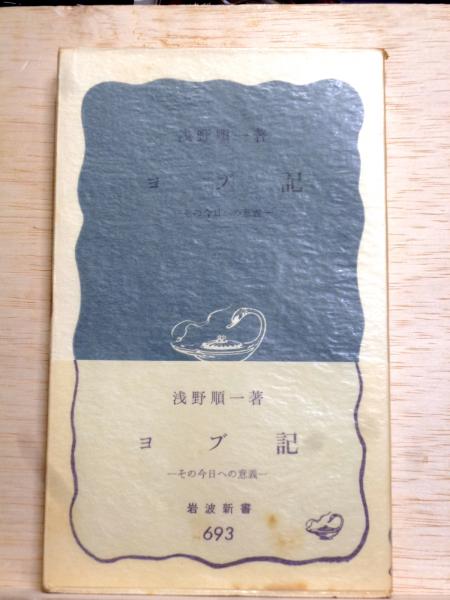 浅野順一著
ヨブ記
—その今日への意義—
浅野順一著
ヨブ記
—その今日への意義—
岩波新書
693